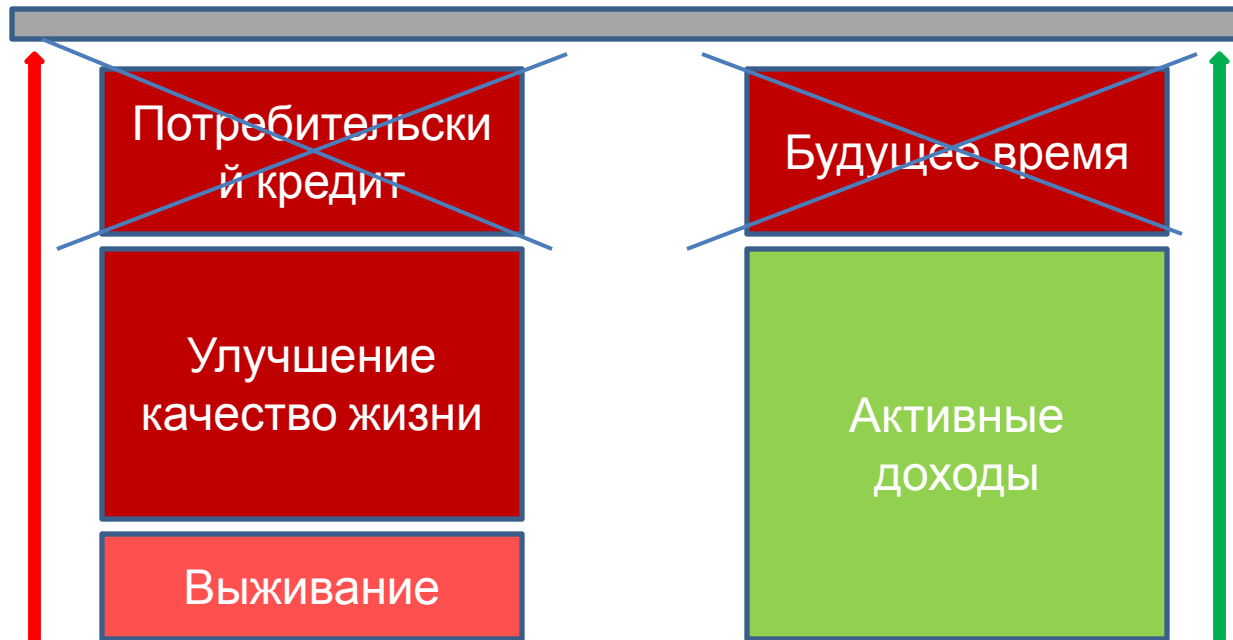 Потребительски
й кредит
Будущее время
Улучшение
качество жизни
Активные
доходы
Выживание